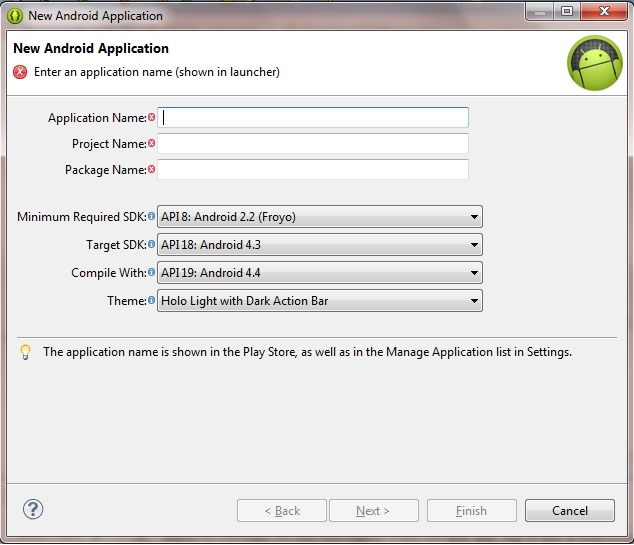 New Android Application
New Android Application
Enter an application name (shown in launcher)
Application Name:
Project Name:
Package Name:
Minimum Required SDK: API 8: Android 2.2 (Froyo)
Target SDK: API 18: Android 4.3
Compile With: API 19: Android 4.4
Theme: Holo Light with Dark Action Bar
The application name is shown in the Play Store, as well as in the Manage Application list in Settings.
? < Back Next > Finish Cancel